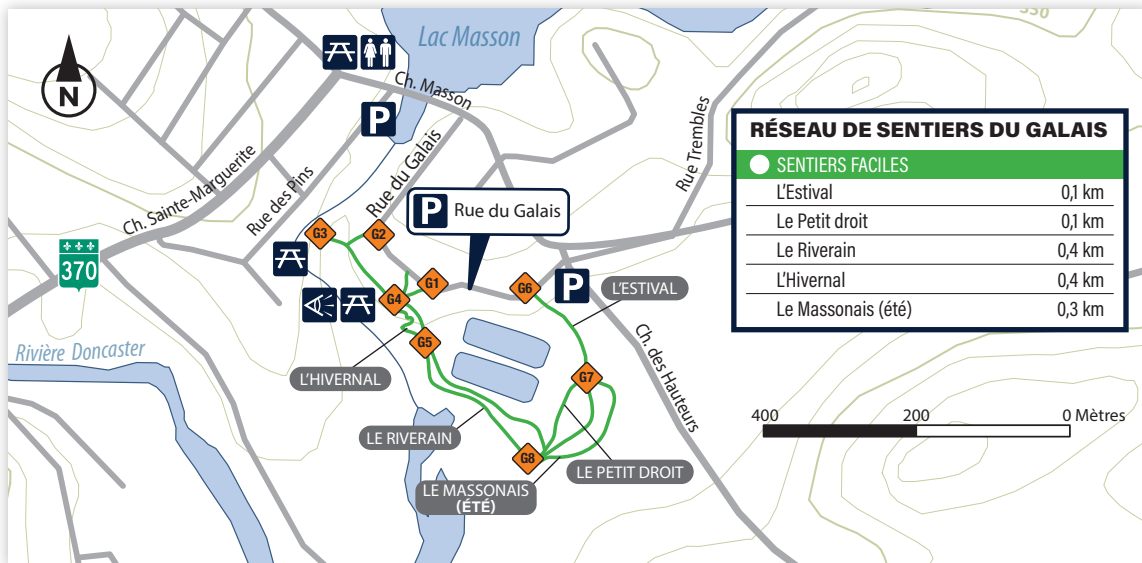 350
Lac Masson
N
Ch. Masson
P
Rue Trembles
RÉSEAU DE SENTIERS DU GALAIS
SENTIERS FACILES
L'Estival 0,1 km
Le Petit droit 0,1 km
Le Riverain 0,4 km
L'Hivernal 0,4 km
Le Massonais (été) 0,3 km
Rue du Galais
Ch. Sainte-Marguerite
Rue des Pins
P Rue du Galais
G3
G2
370
G1
G6
P
L'ESTIVAL
G4
Rivière Doncaster
G5
Ch. des Hauteurs
L'HIVERNAL
G7
400 200 0 Mètres
LE RIVERAIN
G8
LE PETIT DROIT
LE MASSONAIS
(ÉTÉ)